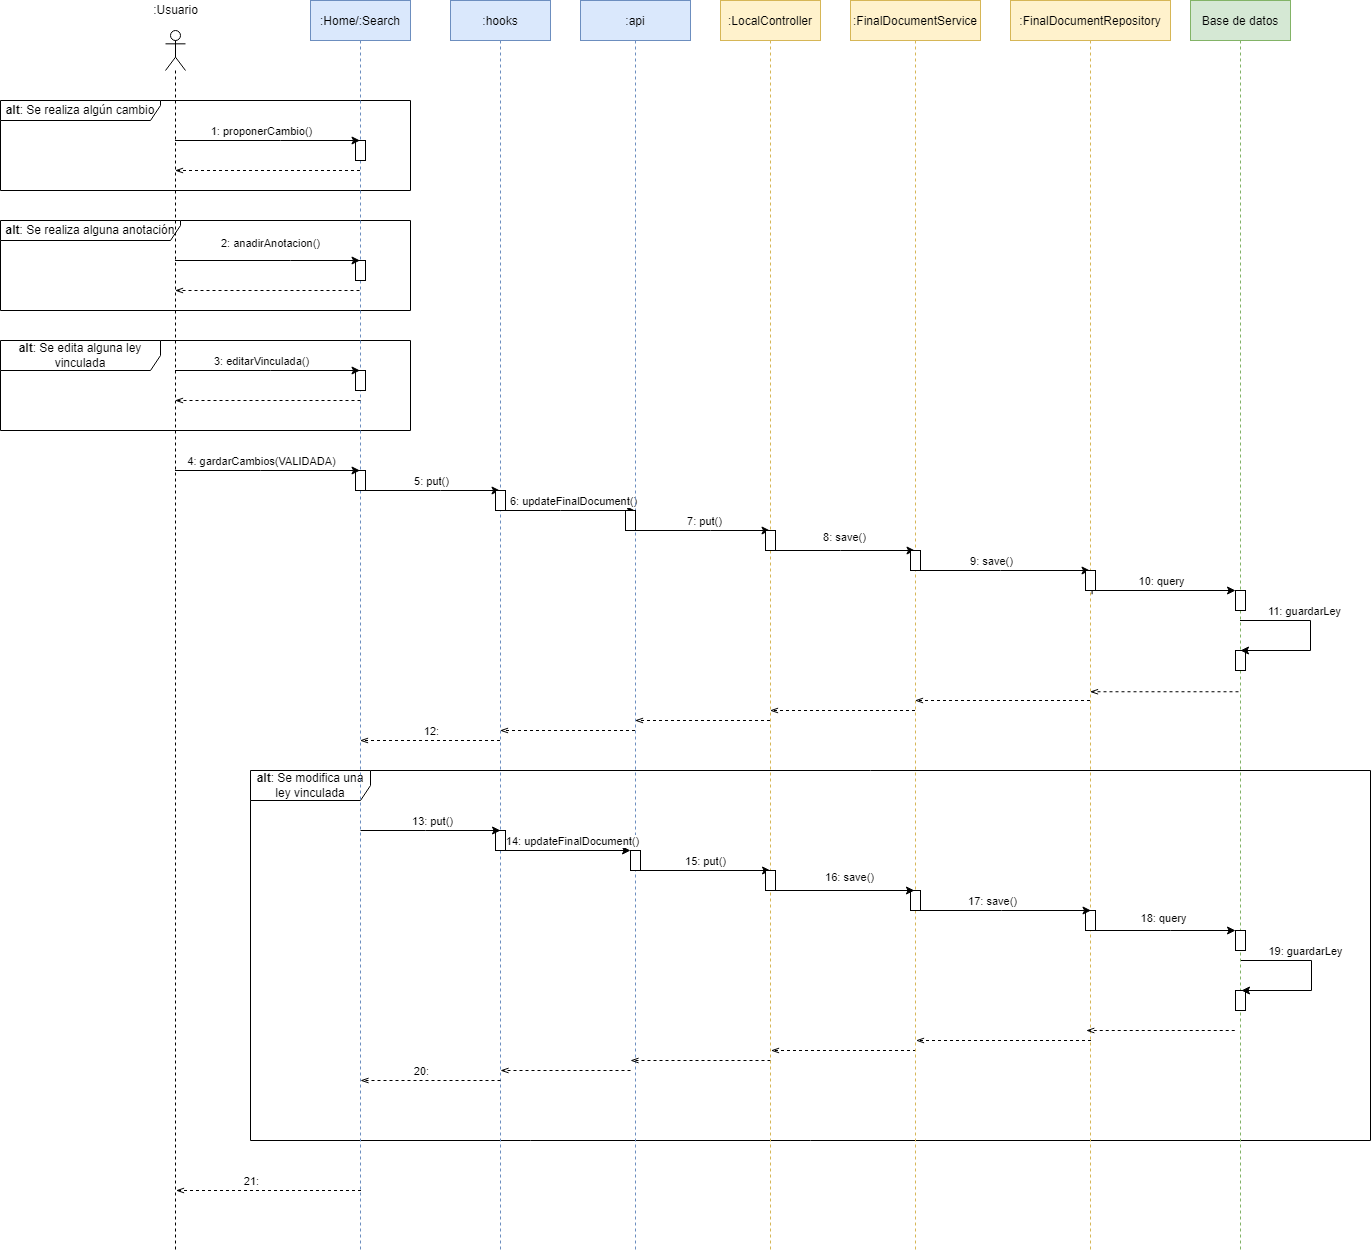 :Usuario
:Home/:Search
:hooks
:api
:LocalController
:FinalDocumentService
:FinalDocumentRepository
Base de datos
alt: Se realiza algún cambio
1: proponerCambio()
alt: Se realiza alguna anotación
2: anadirAnotacion()
alt: Se edita alguna ley
vinculada
3: editarVinculada()
4: gardarCambios(VALIDADA)
5: put()
6: updateFinalDocument()
7: put()
8: save()
9: save()
10: query
11: guardarLey
12:
alt: Se modifica una
ley vinculada
13: put()
14: updateFinalDocument()
15: put()
16: save()
17: save()
18: query
19: guardarLey
20:
21: